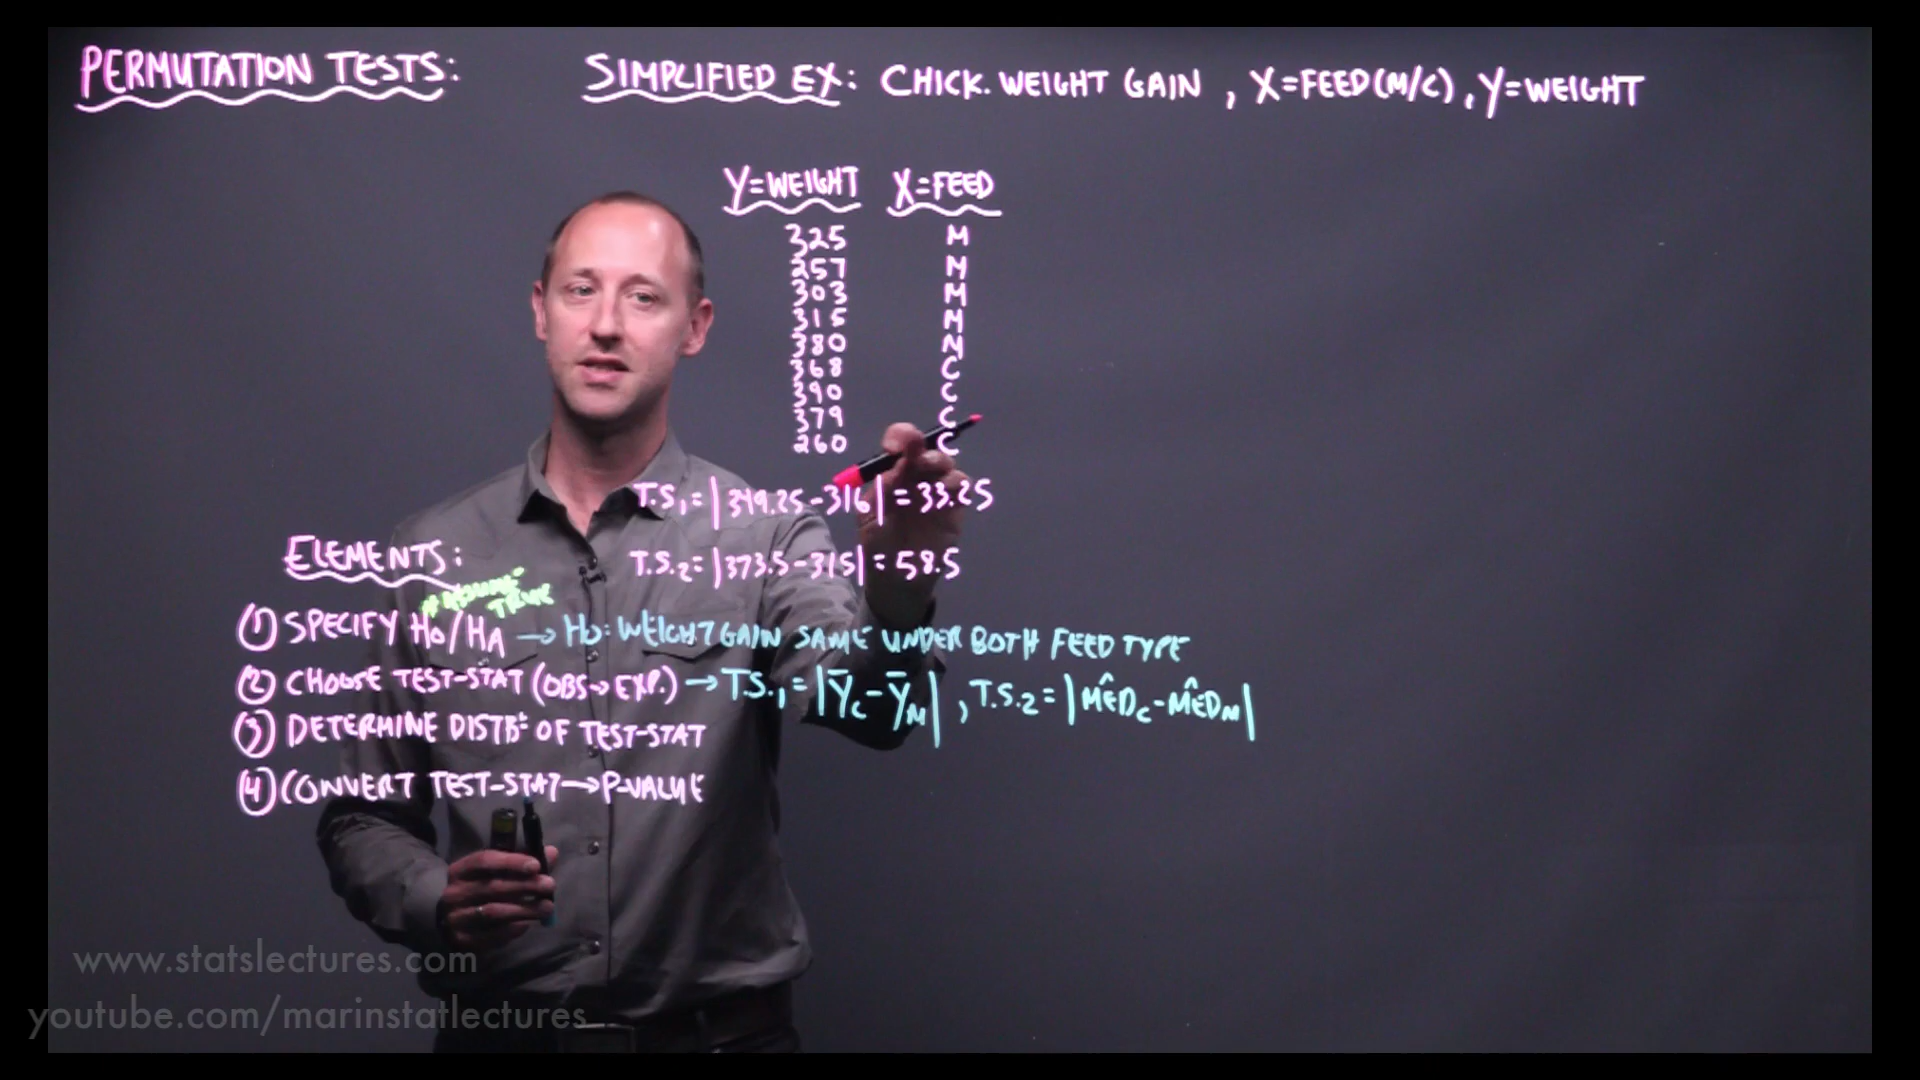 PERMUTATION TESTS:
SIMPLIFIED EX: CHICK. WEIGHT GAIN, X=FEED(M/C), Y=WEIGHT
Y=WEIGHT X=FEED
325 M
257 M
303 M
315 M
380 M
368 C
390 C
379 C
260 C
T.S.1 = |349.25-316| = 33.25
T.S.2 = |373.5-315| = 58.5
ELEMENTS:
TRUE
① SPECIFY H0/HA → H0: WEIGHT GAIN SAME UNDER BOTH FEED TYPE
② CHOOSE TEST-STAT (OBS→EXP.) → T.S.1 = |ȲC - ȲM|, T.S.2 = |MÊDC - MÊDM|
③ DETERMINE DISTBᴺ OF TEST-STAT
④ CONVERT TEST-STAT → P-VALUE
www.statslectures.com
youtube.com/marinstatlectures